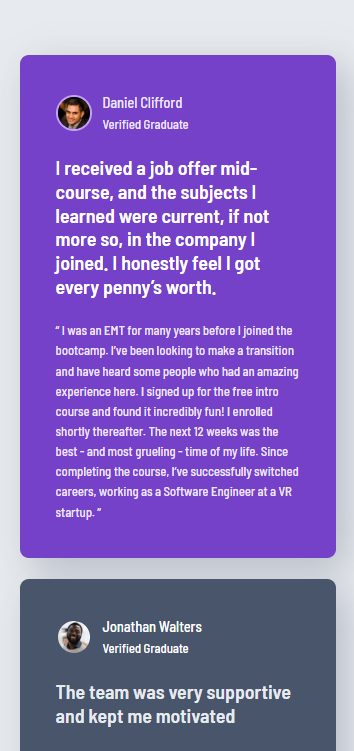 Daniel Clifford
Verified Graduate
I received a job offer mid-
course, and the subjects I
learned were current, if not
more so, in the company I
joined. I honestly feel I got
every penny’s worth.
“ I was an EMT for many years before I joined the
bootcamp. I’ve been looking to make a transition
and have heard some people who had an amazing
experience here. I signed up for the free intro
course and found it incredibly fun! I enrolled
shortly thereafter. The next 12 weeks was the
best - and most grueling - time of my life. Since
completing the course, I’ve successfully switched
careers, working as a Software Engineer at a VR
startup. ”
Jonathan Walters
Verified Graduate
The team was very supportive
and kept me motivated